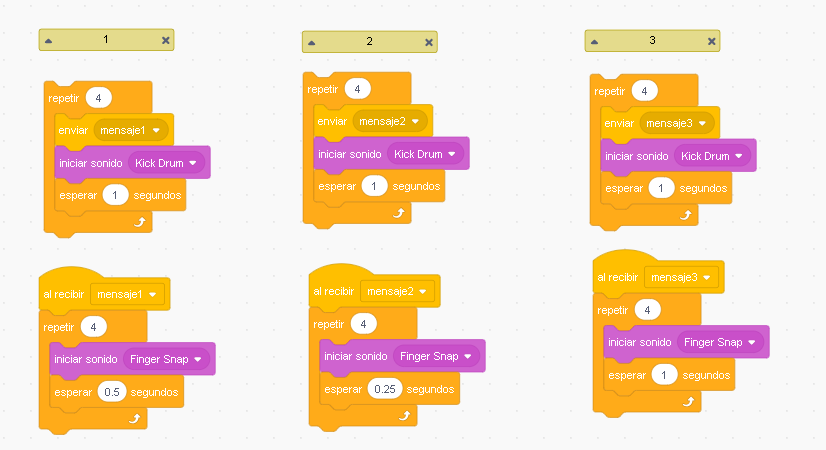 1
repetir 4
enviar mensaje1
iniciar sonido Kick Drum
esperar 1 segundos
al recibir mensaje1
repetir 4
iniciar sonido Finger Snap
esperar 0.5 segundos
2
repetir 4
enviar mensaje2
iniciar sonido Kick Drum
esperar 1 segundos
al recibir mensaje2
repetir 4
iniciar sonido Finger Snap
esperar 0.25 segundos
3
repetir 4
enviar mensaje3
iniciar sonido Kick Drum
esperar 1 segundos
al recibir mensaje3
repetir 4
iniciar sonido Finger Snap
esperar 1 segundos